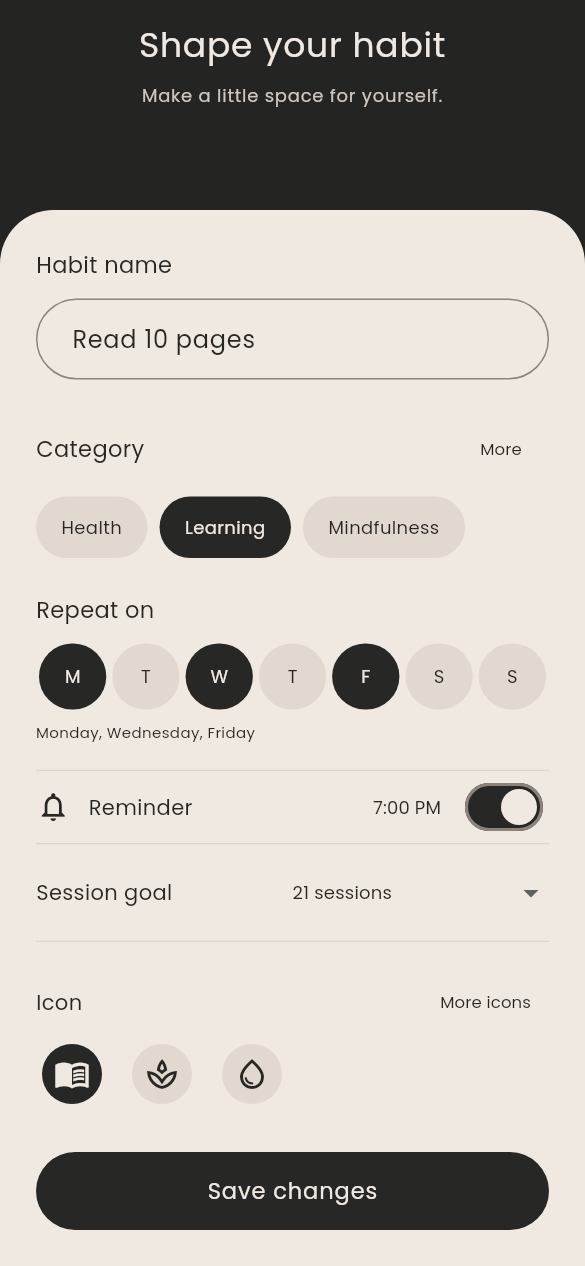 Shape your habit
Make a little space for yourself.
Habit name
Read 10 pages
Category More
Health Learning Mindfulness
Repeat on
M T W T F S S
Monday, Wednesday, Friday
Reminder 7:00 PM
Session goal 21 sessions
Icon More icons
Save changes